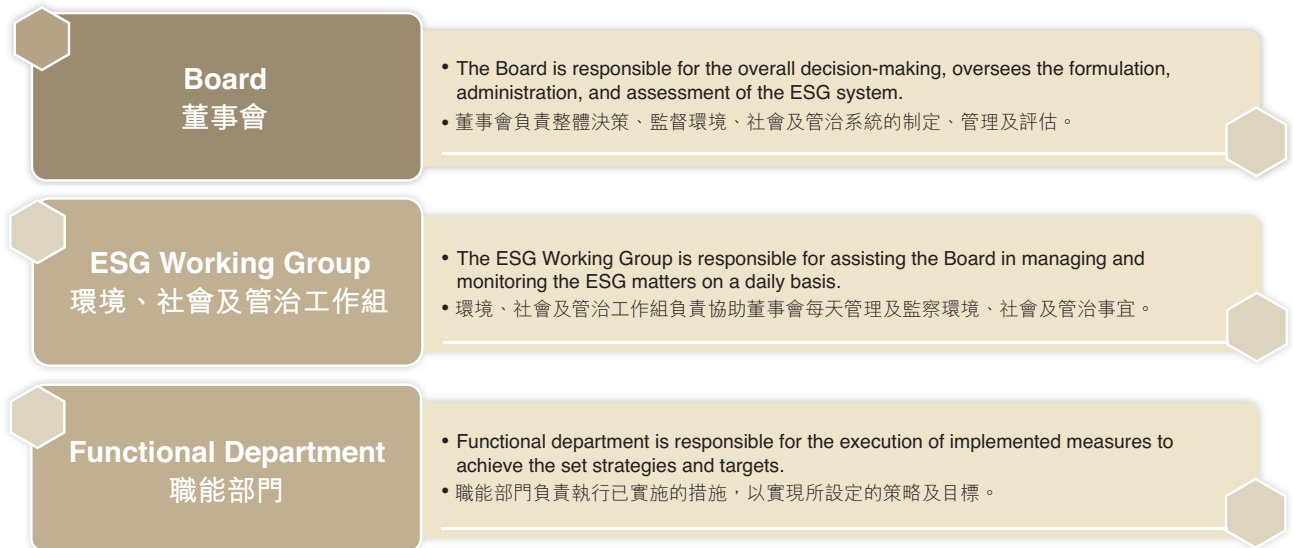 Board
董事會
• The Board is responsible for the overall decision-making, oversees the formulation,
administration, and assessment of the ESG system.
• 董事會負責整體決策、監督環境、社會及管治系統的制定、管理及評估。
ESG Working Group
環境、社會及管治工作組
• The ESG Working Group is responsible for assisting the Board in managing and
monitoring the ESG matters on a daily basis.
• 環境、社會及管治工作組負責協助董事會每天管理及監察環境、社會及管治事宜。
Functional Department
職能部門
• Functional department is responsible for the execution of implemented measures to
achieve the set strategies and targets.
• 職能部門負責執行已實施的措施，以實現所設定的策略及目標。